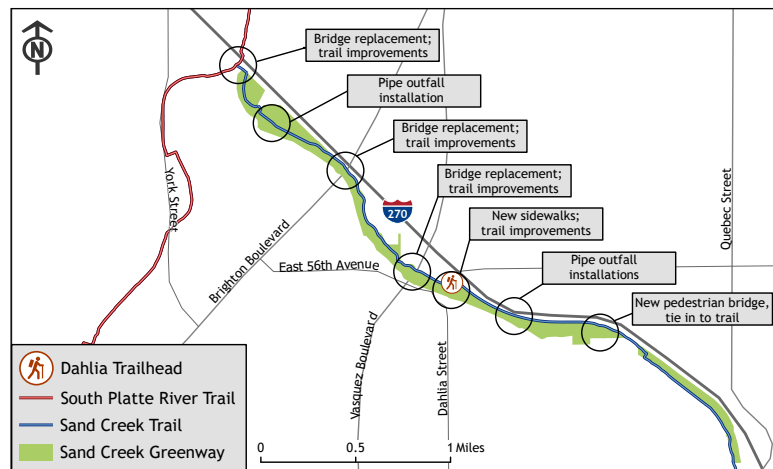 N
Bridge replacement;
trail improvements
Pipe outfall
installation
Bridge replacement;
trail improvements
Bridge replacement;
trail improvements
270
New sidewalks;
trail improvements
Pipe outfall
installations
New pedestrian bridge,
tie in to trail
York Street
Brighton Boulevard
East 56th Avenue
Vasquez Boulevard
Dahlia Street
Quebec Street
Dahlia Trailhead
South Platte River Trail
Sand Creek Trail
Sand Creek Greenway
0 0.5 1 Miles